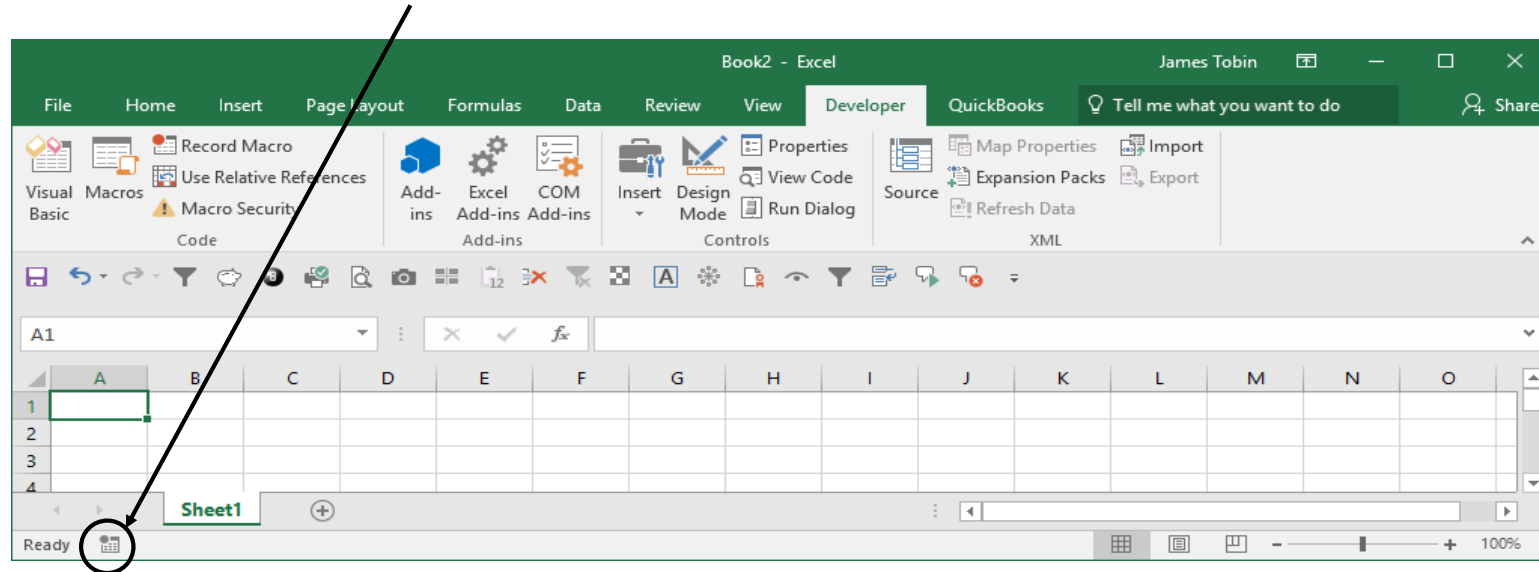 Book2 - Excel James Tobin
File Home Insert Page Layout Formulas Data Review View Developer QuickBooks Tell me what you want to do Share
Visual Basic
Macros
Record Macro
Use Relative References
Macro Security
Code
Add-
ins
Excel
Add-ins
COM
Add-ins
Add-ins
Insert
Design
Mode
Properties
View Code
Run Dialog
Controls
Source
Map Properties
Expansion Packs
Refresh Data
Import
Export
XML
12
A
A1 fx
A B C D E F G H I J K L M N O
1
2
3
4
Sheet1
Ready 100%